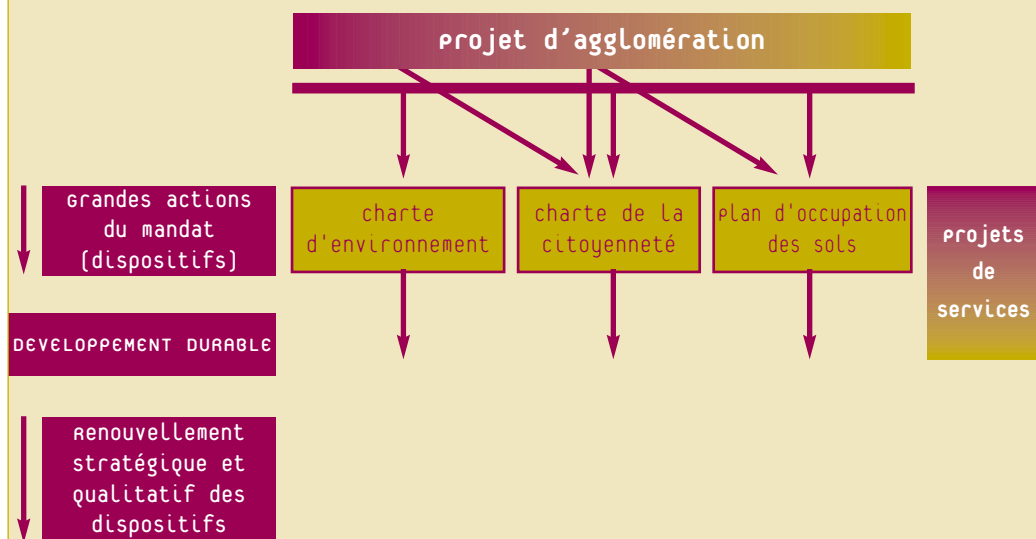 projet d'agglomération
Grandes actions
du mandat
(dispositifs)
charte
d'environnement
charte de la
citoyenneté
Plan d'occupation
des sols
Projets
de
services
DEVELOPPEMENT DURABLE
Renouvellement
stratégique et
qualitatif des
dispositifs